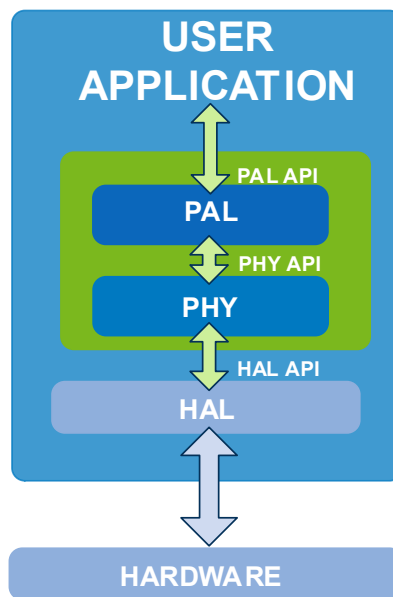 USER
APPLICATION
PAL API
PAL
PHY API
PHY
HAL API
HAL
HARDWARE